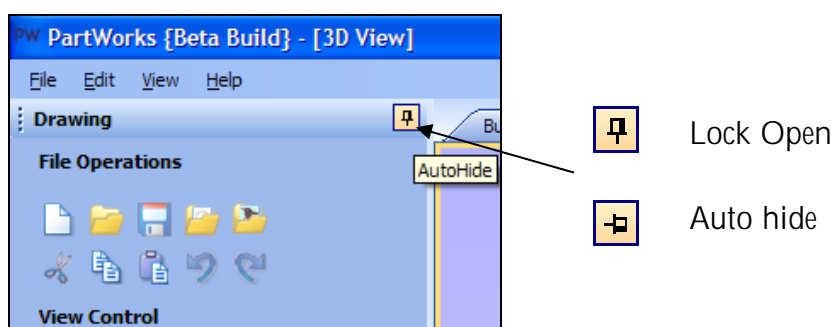 PW PartWorks {Beta Build} - [3D View]
File Edit View Help
Drawing
Bu
File Operations
AutoHide
View Control
Lock Open
Auto hide